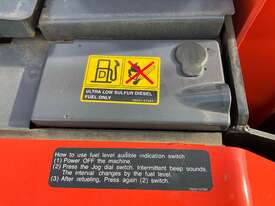 ULTRA LOW SULFUR DIESEL
FUEL ONLY
How to use fuel level audible indication switch
(1) Power OFF the machine.
(2) Press the Jog dial switch. Intermittent beep sounds.
The interval changes by the fuel level.
(3) After refueling, Press again (2) switch.